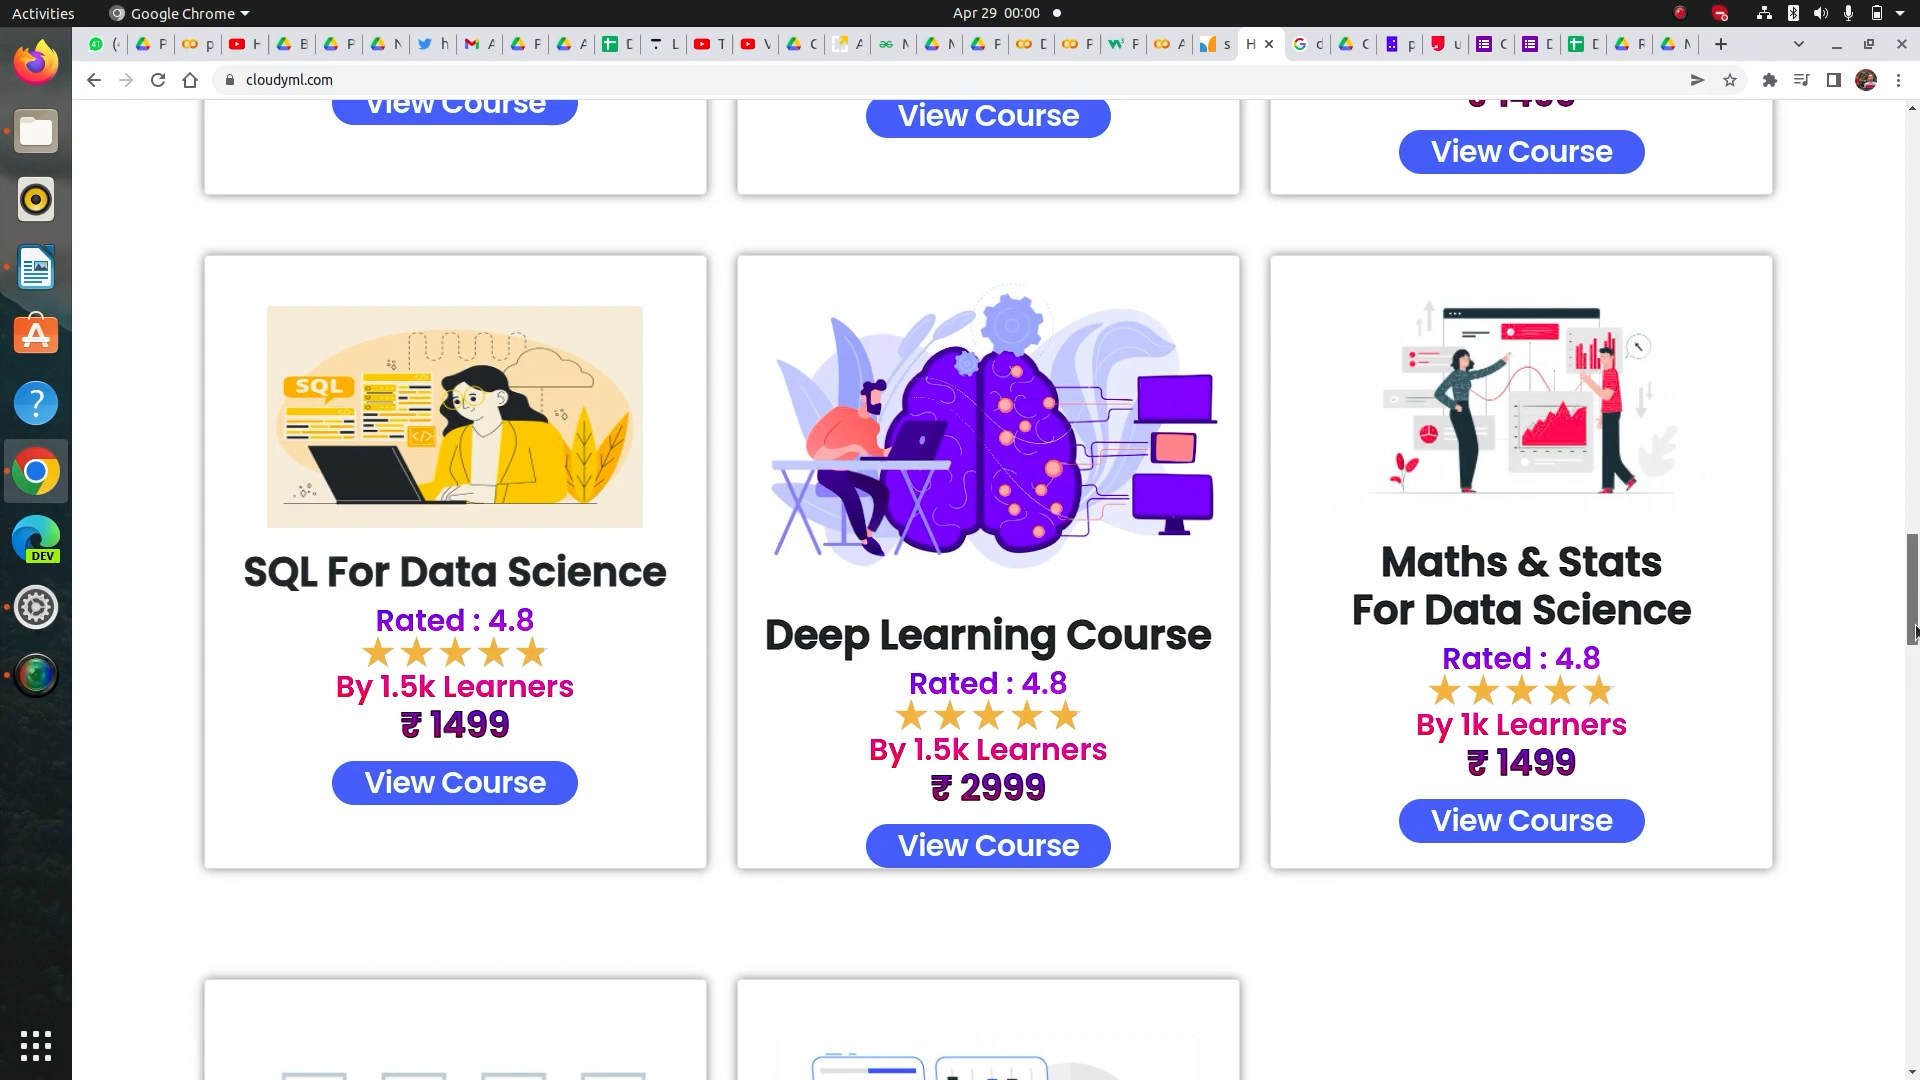 Activities
Google Chrome
Apr 29 00:00
cloudyml.com
View Course
View Course
View Course
SQL
</>
SQL For Data Science
Rated : 4.8
By 1.5k Learners
₹ 1499
View Course
Deep Learning Course
Rated : 4.8
By 1.5k Learners
₹ 2999
View Course
Maths & Stats
For Data Science
Rated : 4.8
By 1k Learners
₹ 1499
View Course
DEV